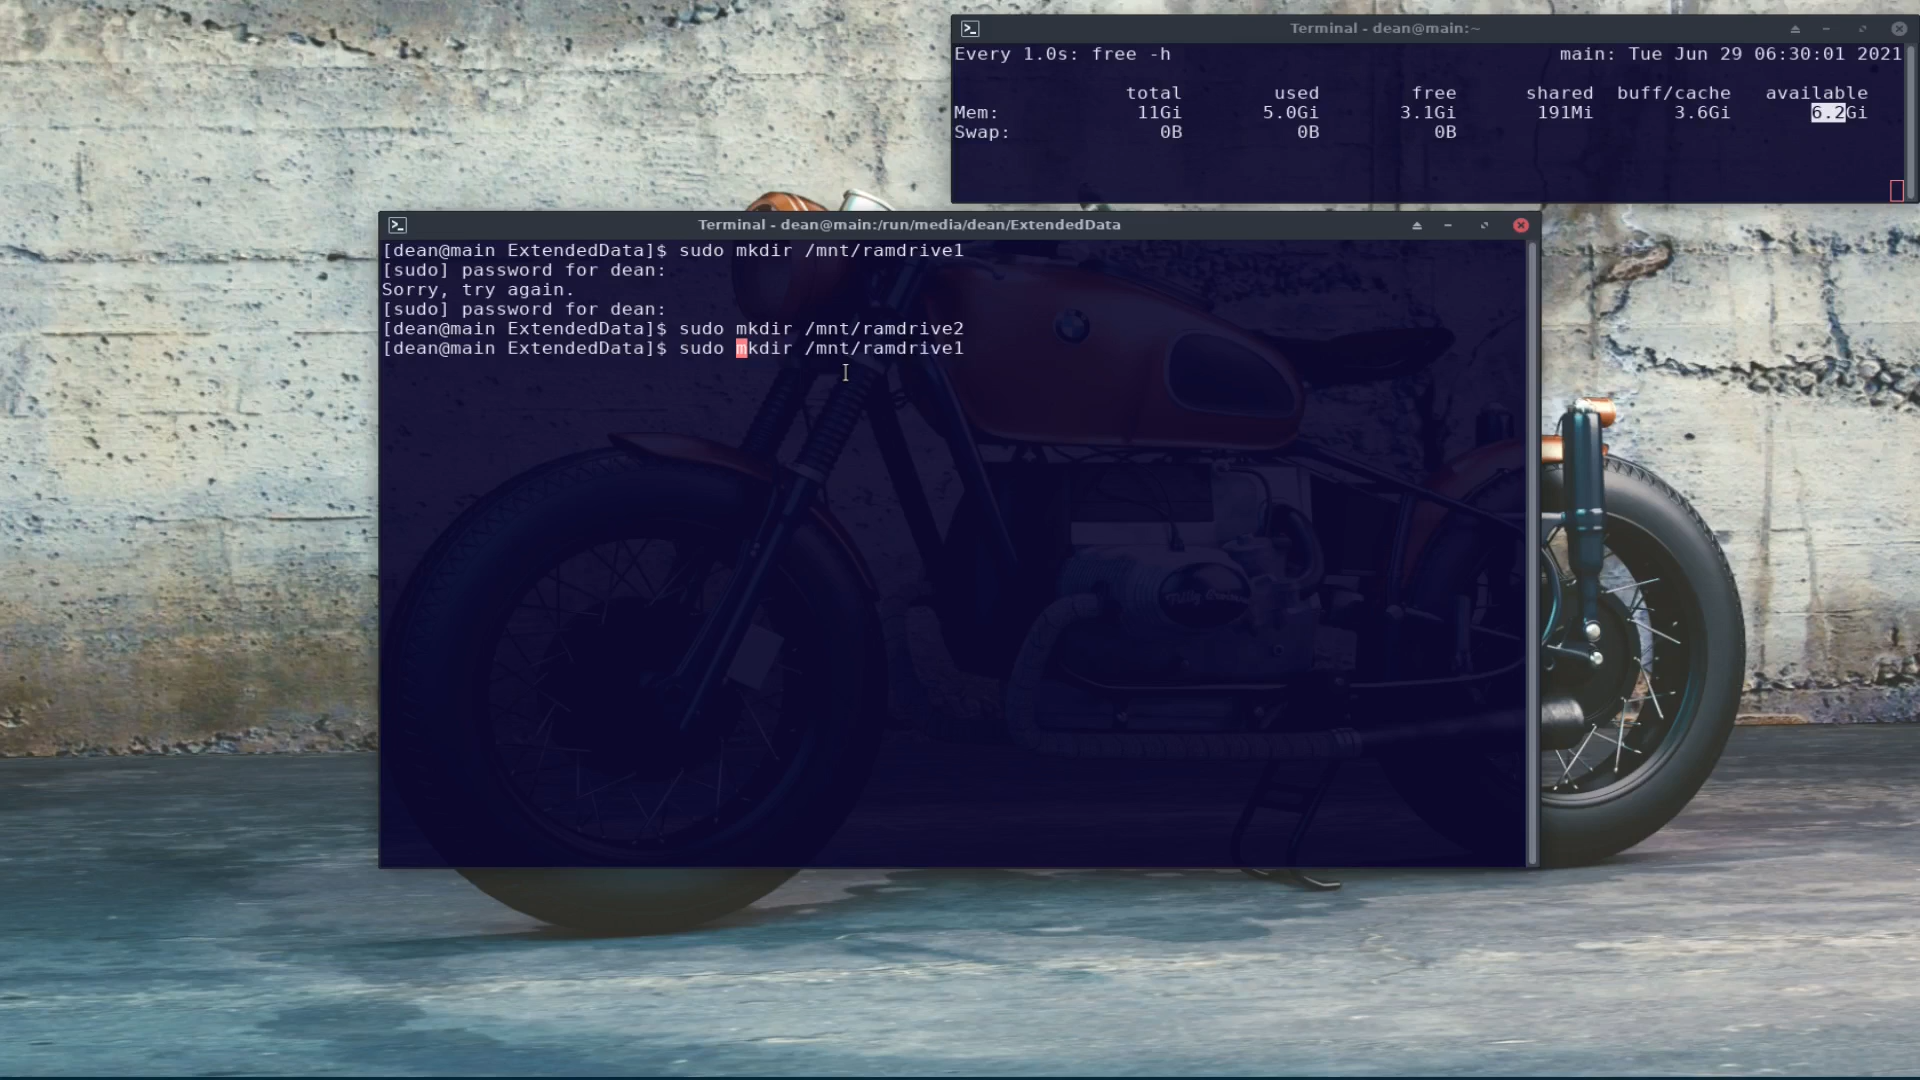 Terminal - dean@main:~
Every 1.0s: free -h main: Tue Jun 29 06:30:01 2021
total used free shared buff/cache available
Mem: 11Gi 5.0Gi 3.1Gi 191Mi 3.6Gi 6.2Gi
Swap: 0B 0B 0B
Terminal - dean@main:/run/media/dean/ExtendedData
[dean@main ExtendedData]$ sudo mkdir /mnt/ramdrive1
[sudo] password for dean:
Sorry, try again.
[sudo] password for dean:
[dean@main ExtendedData]$ sudo mkdir /mnt/ramdrive2
[dean@main ExtendedData]$ sudo mkdir /mnt/ramdrive1